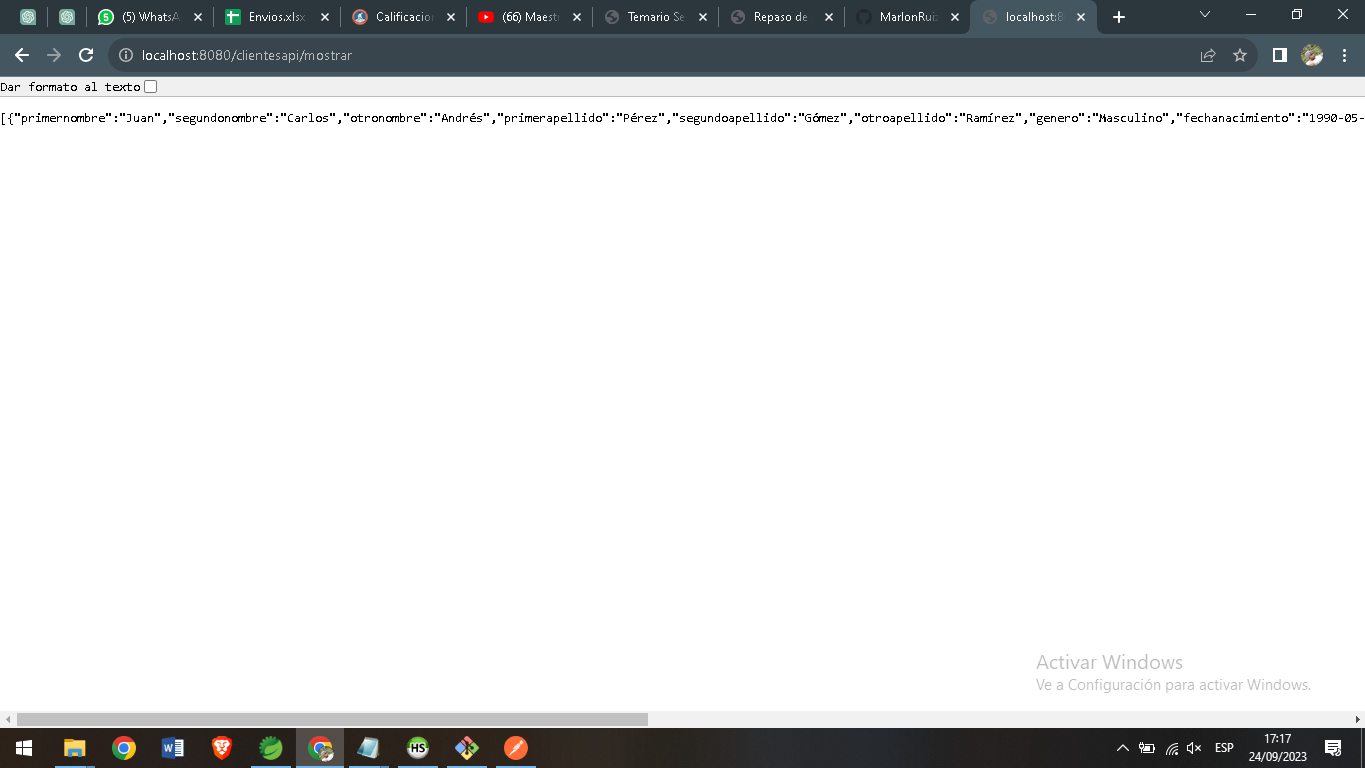 (5) WhatsA
Envios.xlsx
Calificacion
(66) Maest
Temario Se
Repaso de
MarlonRuiz
localhost:8
localhost:8080/clientesapi/mostrar
Dar formato al texto
[{"primernombre":"Juan","segundonombre":"Carlos","otronombre":"Andrés","primerapellido":"Pérez","segundoapellido":"Gómez","otroapellido":"Ramírez","genero":"Masculino","fechanacimiento":"1990-05-
Activar Windows
Ve a Configuración para activar Windows.
HS
ESP
17:17
24/09/2023